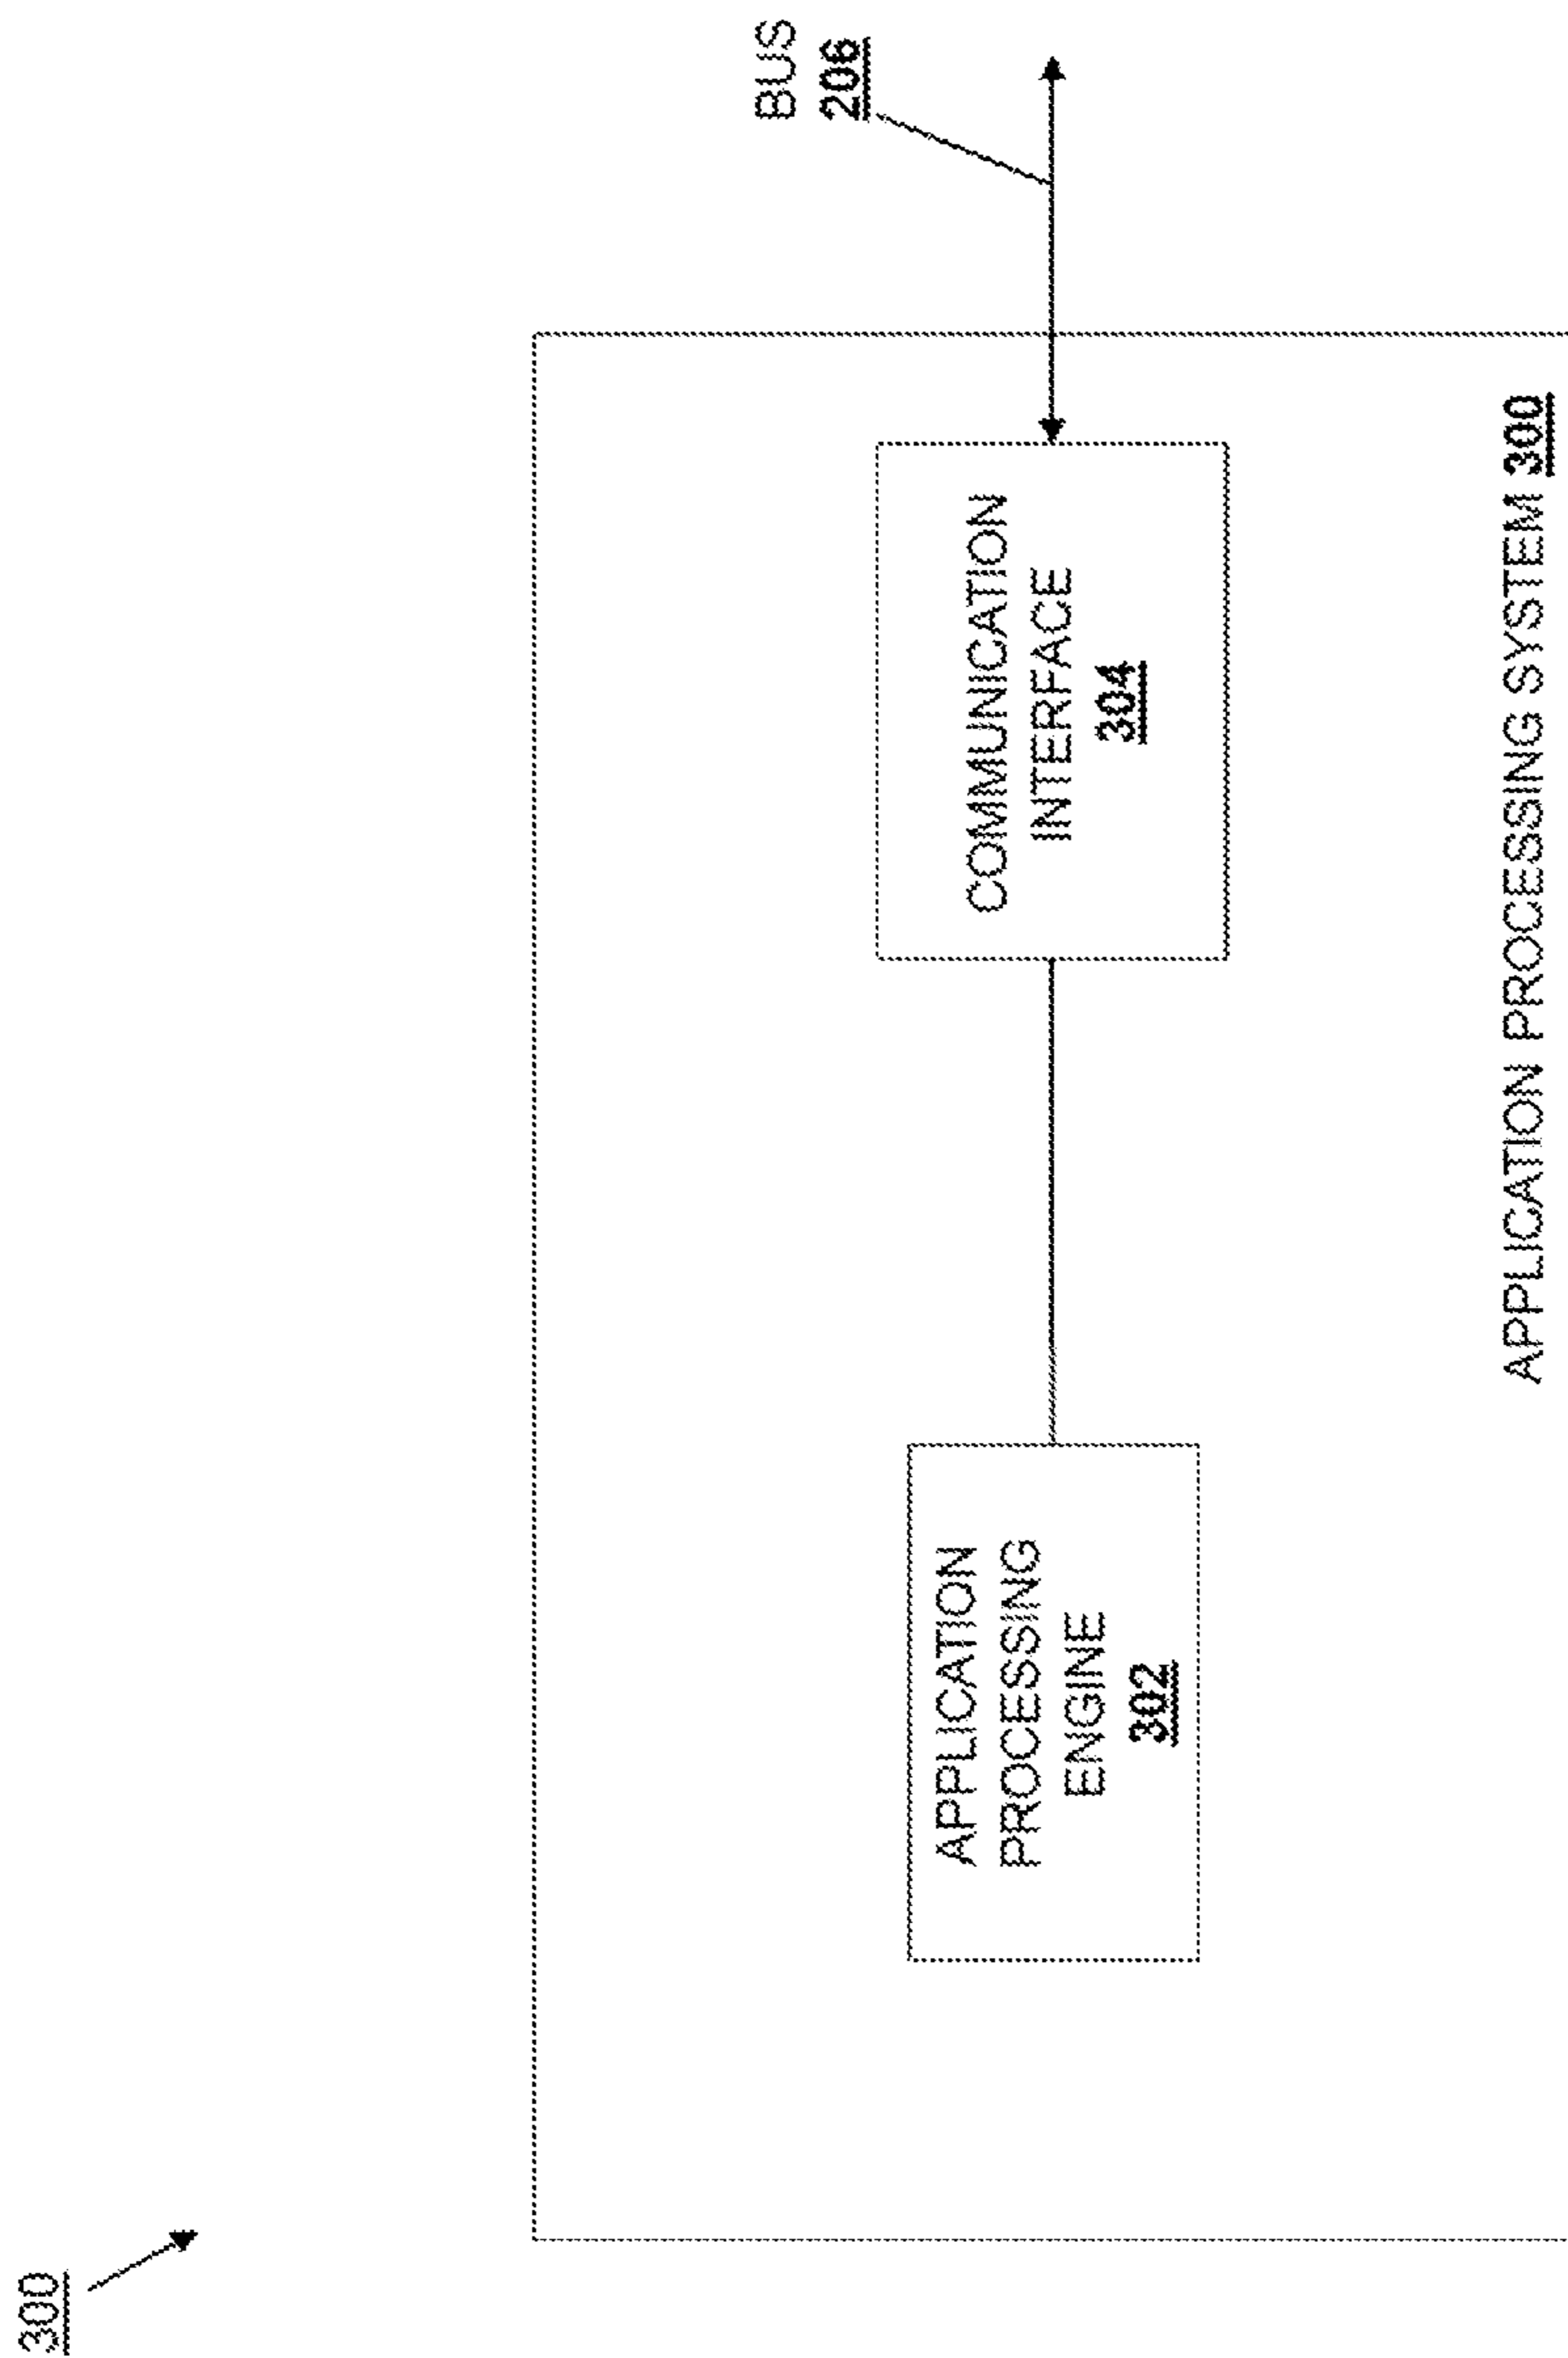 300
BUS
206
APPLICATION
PROCESSING
ENGINE
302
COMMUNICATION
INTERFACE
304
APPLICATION PROCESSING SYSTEM 300